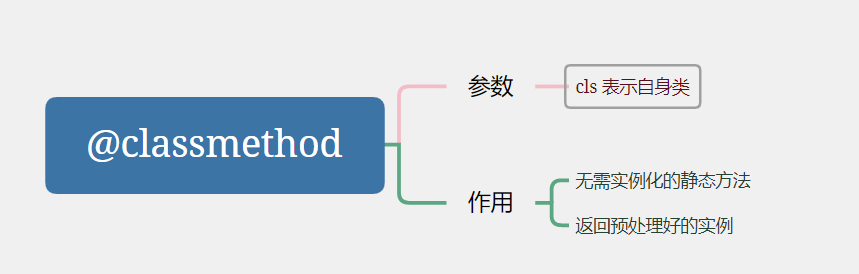 @classmethod
参数
cls 表示自身类
作用
无需实例化的静态方法
返回预处理好的实例